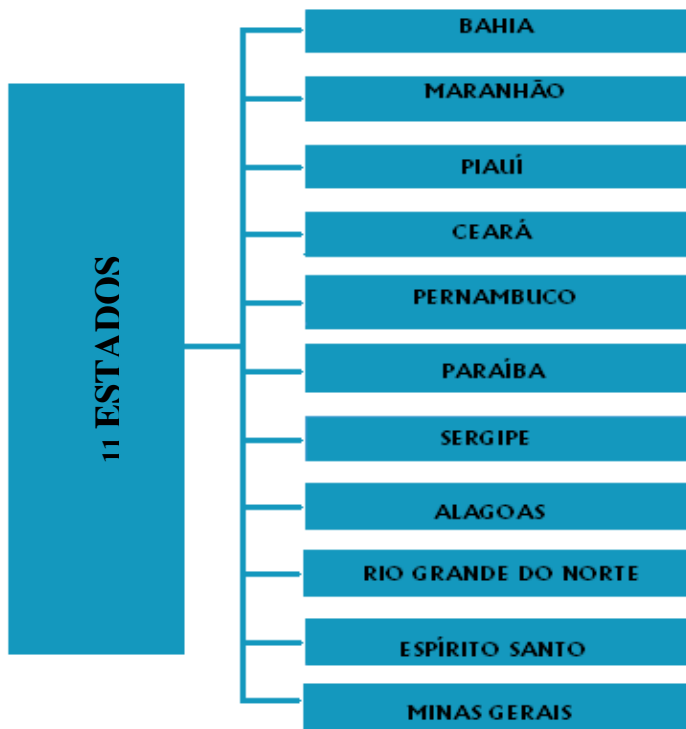 11 ESTADOS
BAHIA
MARANHÃO
PIAUÍ
CEARÁ
PERNAMBUCO
PARAÍBA
SERGIPE
ALAGOAS
RIO GRANDE DO NORTE
ESPÍRITO SANTO
MINAS GERAIS